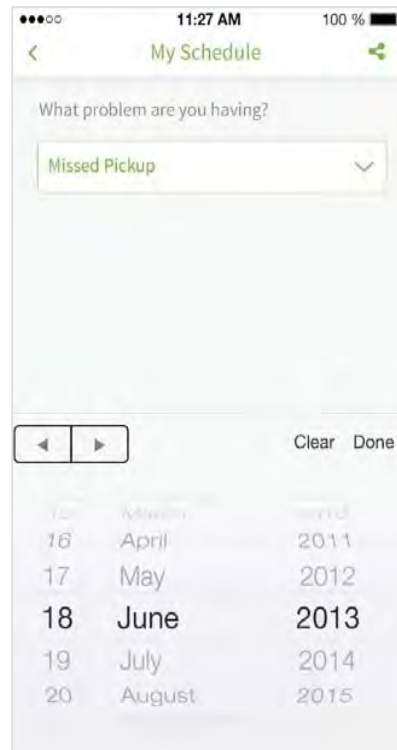 11:27 AM 100 %
My Schedule
What problem are you having?
Missed Pickup
Clear Done
16 April 2011
17 May 2012
18 June 2013
19 July 2014
20 August 2015